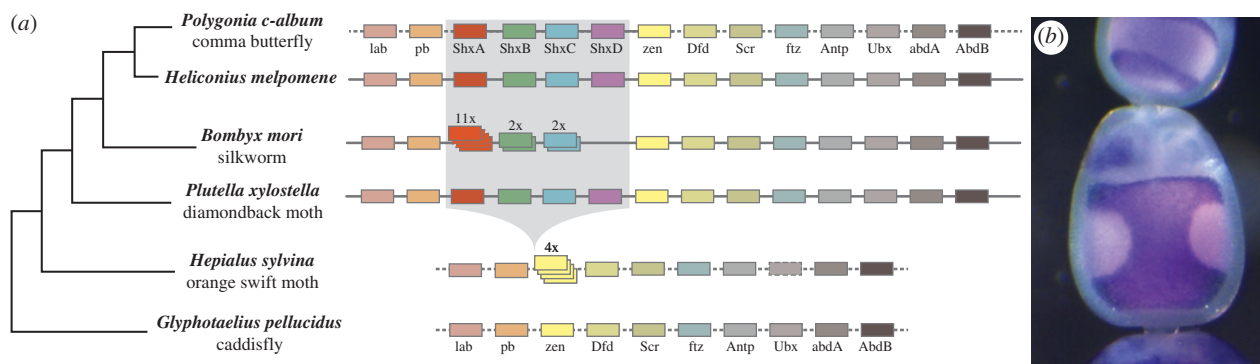 (a)
Polygonia c-album
comma butterfly
lab pb ShxA ShxB ShxC ShxD zen Dfd Scr ftz Antp Ubx abdA AbdB
Heliconius melpomene
11x 2x 2x
Bombyx mori
silkworm
Plutella xylostella
diamondback moth
4x
Hepialus sylvina
orange swift moth
Glyphotaelius pellucidus
caddisfly
lab pb zen Dfd Scr ftz Antp Ubx abdA AbdB
(b)